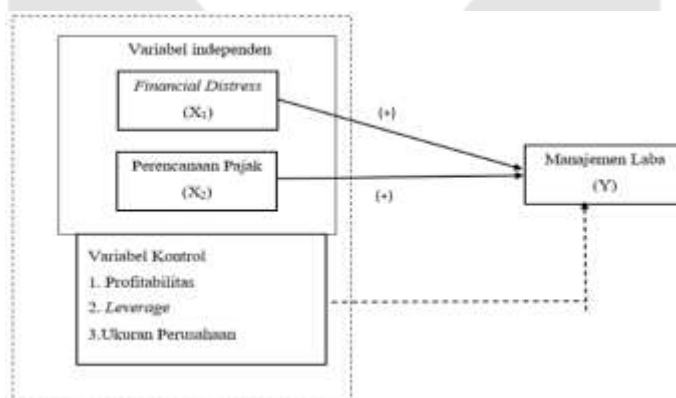 Variabel independen
Financial Distress
(X₁)
(+)
Perencanaan Pajak
(X₂)
(+)
Manajemen Laba
(Y)
Variabel Kontrol
1. Profitabilitas
2. Leverage
3.Ukuran Perusahaan